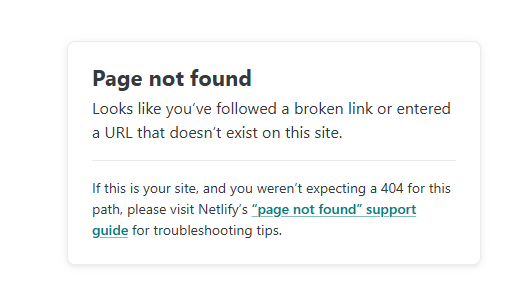 Page not found
Looks like you’ve followed a broken link or entered
a URL that doesn’t exist on this site.
If this is your site, and you weren’t expecting a 404 for this
path, please visit Netlify’s “page not found” support
guide for troubleshooting tips.